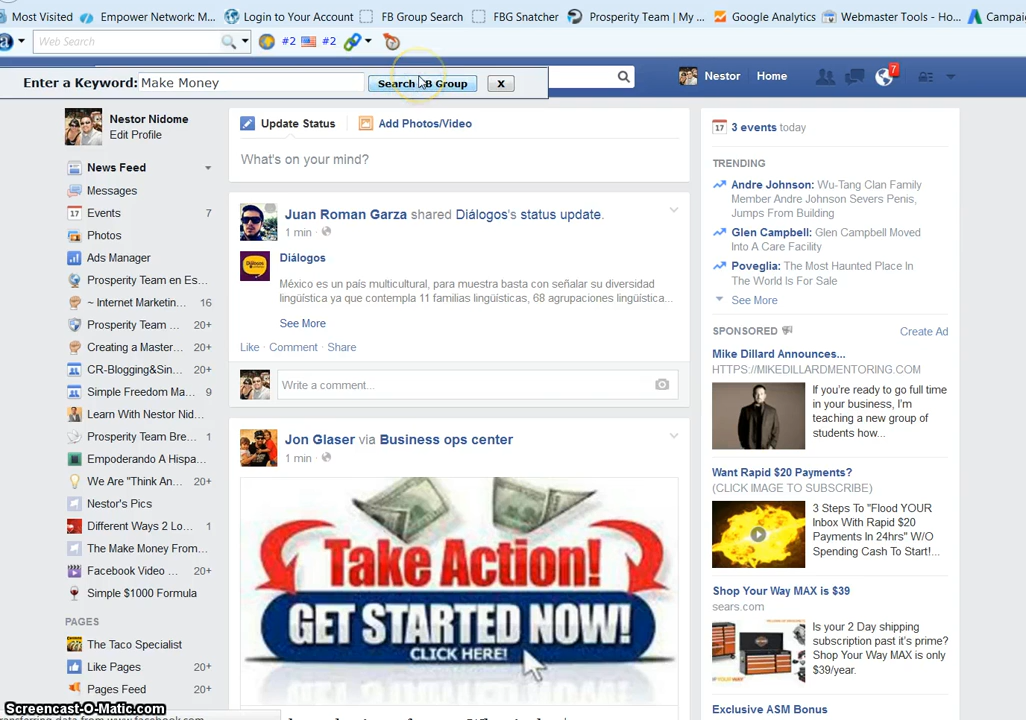 Most Visited
Empower Network: M...
Login to Your Account
FB Group Search
FBG Snatcher
Prosperity Team | My ...
Google Analytics
Webmaster Tools - Ho...
Campai
a
Web Search
#2
#2
Enter a Keyword: Make Money
Search FB Group
X
Nestor
Home
7
Nestor Nidome
Edit Profile
News Feed
Messages
17 Events 7
Photos
Ads Manager
Prosperity Team en Es...
~ Internet Marketin... 16
Prosperity Team ... 20+
Creating a Master... 20+
CR-Blogging&Sin... 20+
Simple Freedom Ma... 9
Learn With Nestor Nid...
Prosperity Team Bre... 1
Empoderando A Hispa...
We Are "Think An... 20+
Nestor's Pics
Different Ways 2 Lo... 1
The Make Money From...
Facebook Video ... 20+
Simple $1000 Formula
PAGES
The Taco Specialist
Like Pages 20+
Pages Feed 20+
Update Status
Add Photos/Video
What's on your mind?
Juan Roman Garza shared Diálogos's status update.
1 min
Diálogos
México es un país multicultural, para muestra basta con señalar su diversidad
lingüística ya que contempla 11 familias lingüísticas, 68 agrupaciones lingüística...
See More
Like · Comment · Share
Write a comment...
Jon Glaser via Business ops center
1 min
Take Action!
GET STARTED NOW!
CLICK HERE!
17 3 events today
TRENDING
Andre Johnson: Wu-Tang Clan Family
Member Andre Johnson Severs Penis,
Jumps From Building
Glen Campbell: Glen Campbell Moved
Into A Care Facility
Poveglia: The Most Haunted Place In
The World Is For Sale
See More
SPONSORED
Create Ad
Mike Dillard Announces...
HTTPS://MIKEDILLARDMENTORING.COM
If you're ready to go full time
in your business, I'm
teaching a new group of
students how...
Want Rapid $20 Payments?
(CLICK IMAGE TO SUBSCRIBE)
3 Steps To "Flood YOUR
Inbox With Rapid $20
Payments In 24hrs" W/O
Spending Cash To Start!...
Shop Your Way MAX is $39
sears.com
Is your 2 Day shipping
subscription past it's prime?
Shop Your Way MAX is only
$39/year.
Exclusive ASM Bonus
Screencast-O-Matic.com